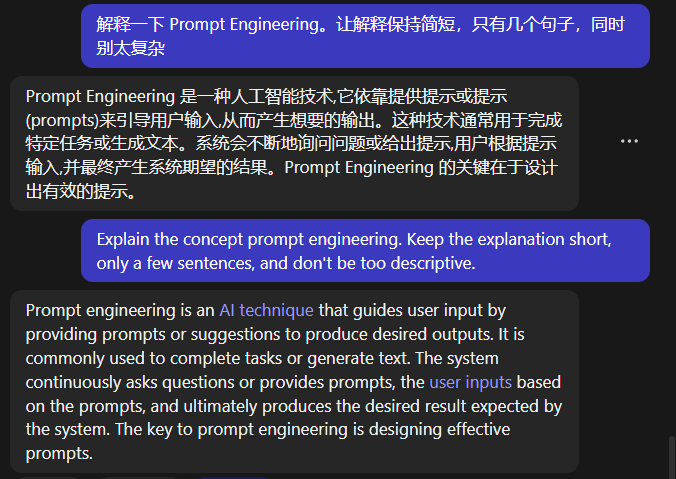 解释一下 Prompt Engineering。让解释保持简短，只有几个句子，同时
别太复杂
Prompt Engineering 是一种人工智能技术,它依靠提供提示或提示
(prompts)来引导用户输入,从而产生想要的输出。这种技术通常用于完成
特定任务或生成文本。系统会不断地询问问题或给出提示,用户根据提示
输入,并最终产生系统期望的结果。Prompt Engineering 的关键在于设计
出有效的提示。
Explain the concept prompt engineering. Keep the explanation short,
only a few sentences, and don't be too descriptive.
Prompt engineering is an AI technique that guides user input by
providing prompts or suggestions to produce desired outputs. It is
commonly used to complete tasks or generate text. The system
continuously asks questions or provides prompts, the user inputs based
on the prompts, and ultimately produces the desired result expected by
the system. The key to prompt engineering is designing effective
prompts.